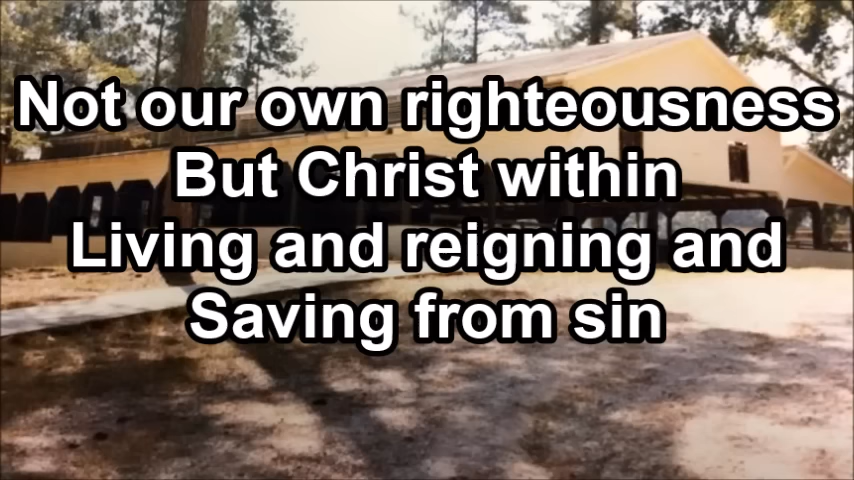 Not our own righteousness
But Christ within
Living and reigning and
Saving from sin